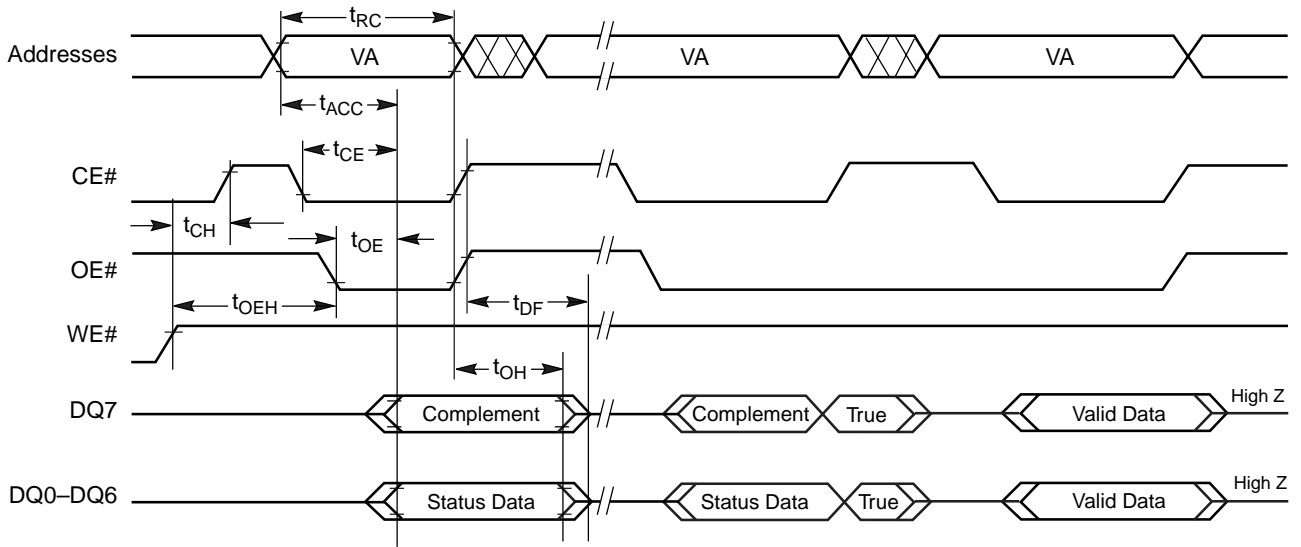 tRC
Addresses VA VA VA
tACC
tCE
CE#
tCH tOE
OE#
tOEH tDF
WE#
tOH
High Z
DQ7 Complement Complement True Valid Data
High Z
DQ0–DQ6 Status Data Status Data True Valid Data